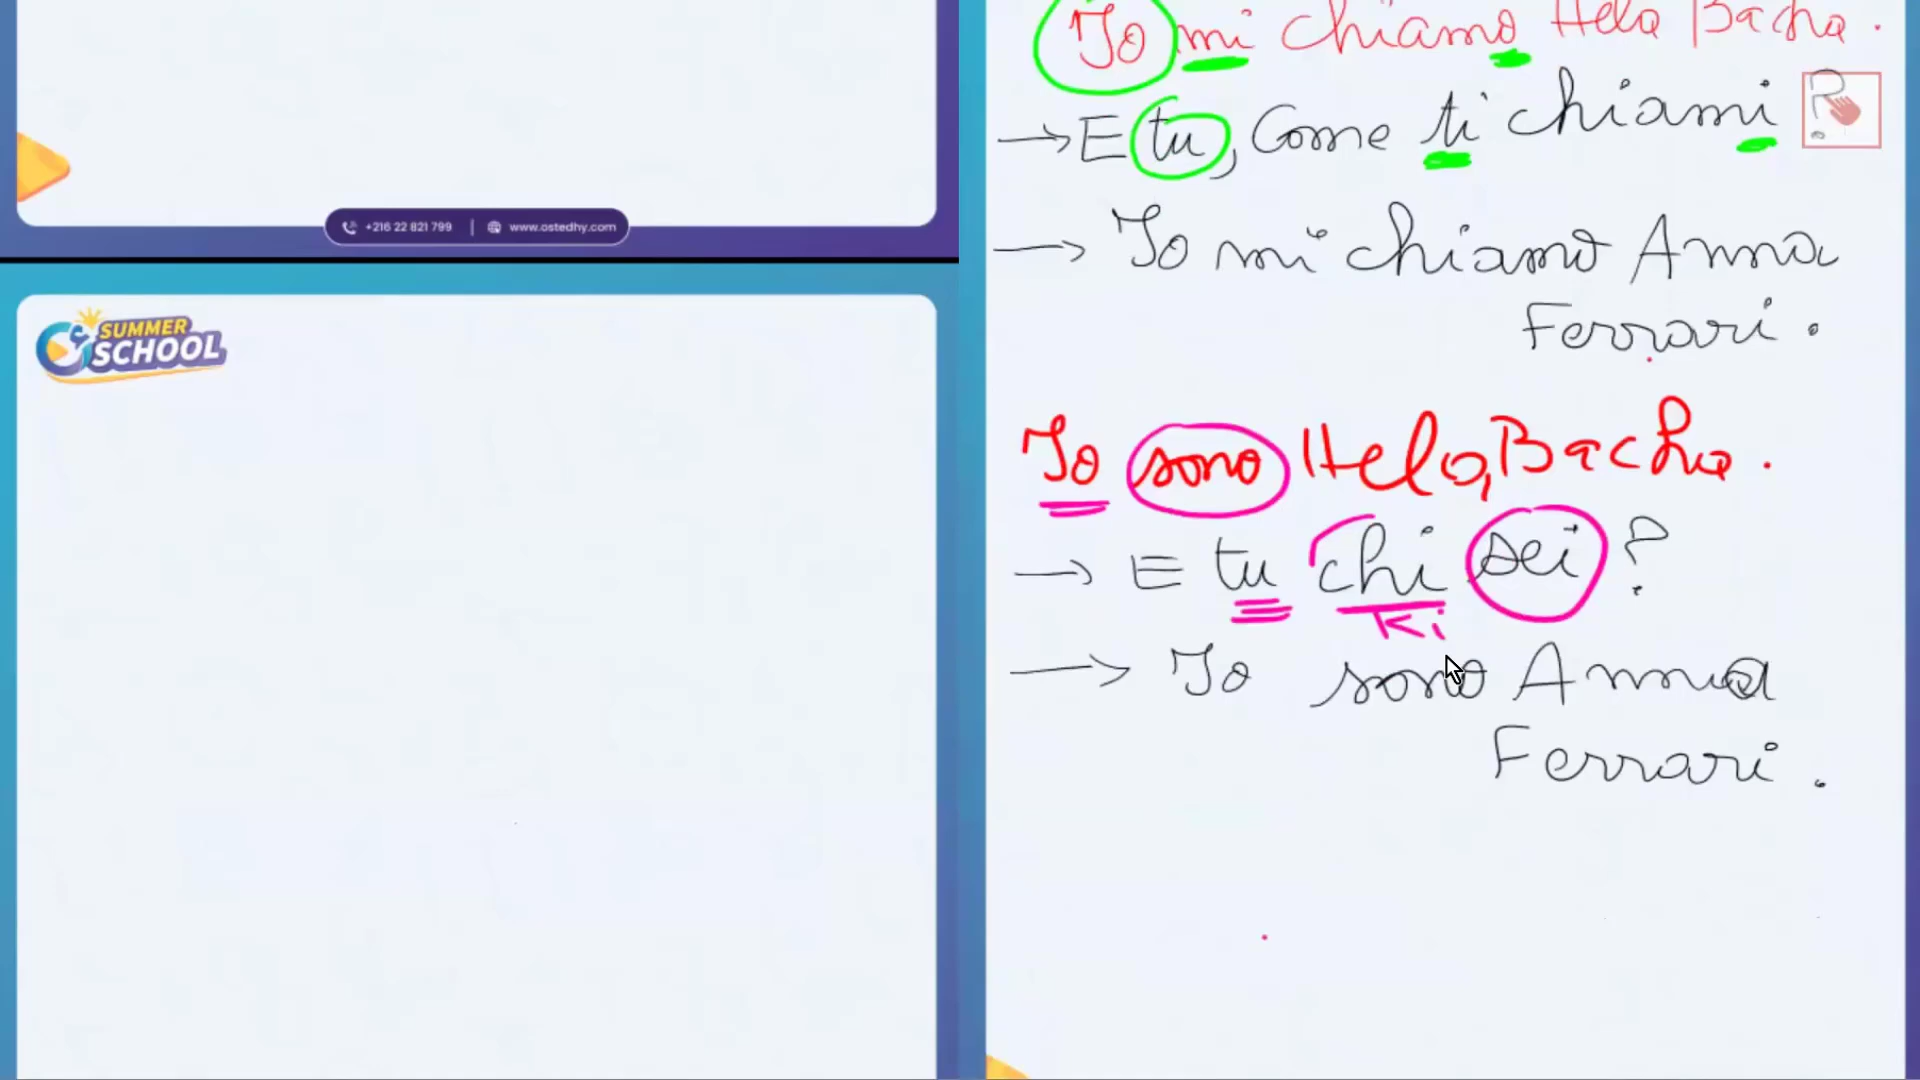 +216 22 821 799 | www.ostedhy.com
SUMMER
SCHOOL
Io mi chiamo Hela Bacha.
→ E tu, Come ti chiami ?
→ Io mi chiamo Anna
Ferrari.
Io sono Hela, Bacha.
→ E tu chi sei ?
Ki
→ Io sono Anna
Ferrari.